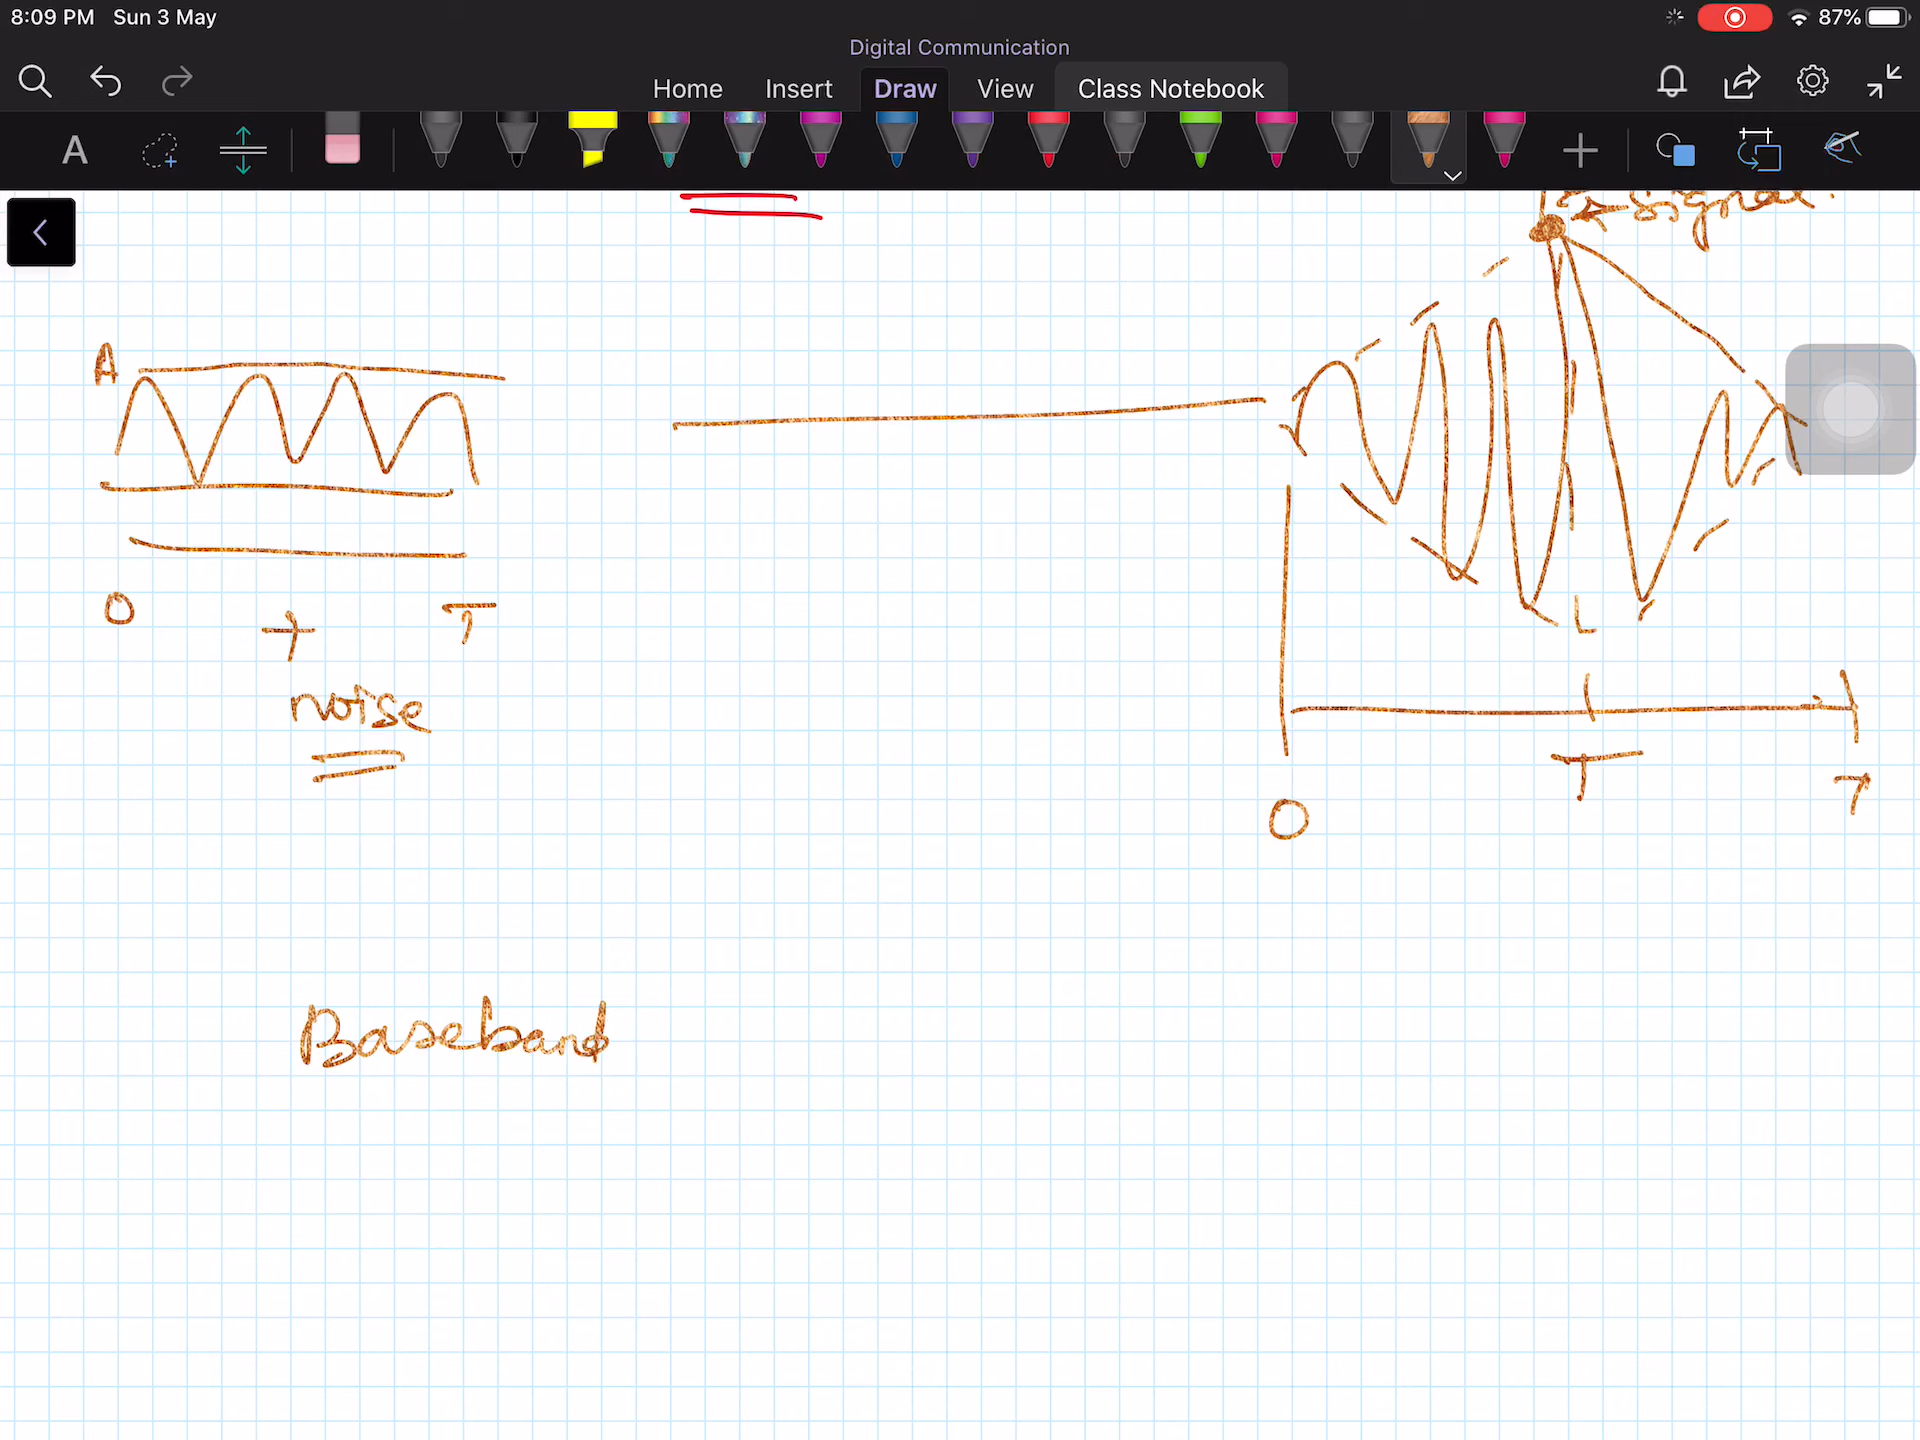 8:09 PM Sun 3 May 87%
Digital Communication
Home Insert Draw View Class Notebook
A
← signal.
A
0 T
+
noise
T T
0
Baseband